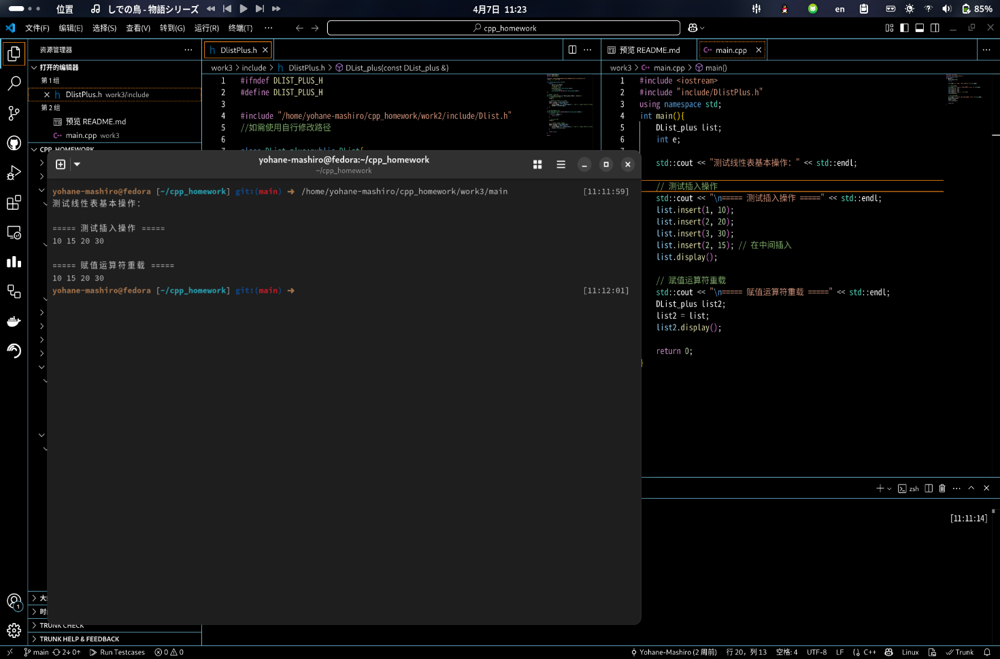 位置 しでの鳥 - 物語シリーズ 4月7日 11:23 en 85%
文件(F) 编辑(E) 选择(S) 查看(V) 转到(G) 运行(R) 终端(T) ··· cpp_homework
资源管理器 ···
打开的编辑器
第 1 组
DlistPlus.h work3/include
第 2 组
预览 README.md
main.cpp work3
CPP_HOMEWORK
TRUNK CHECK
TRUNK HELP & FEEDBACK
DlistPlus.h
work3 > include > DlistPlus.h > DList_plus(const DList_plus &)
1 #ifndef DLIST_PLUS_H
2 #define DLIST_PLUS_H
3
4 #include "/home/yohane-mashiro/cpp_homework/work2/include/Dlist.h"
5 //如需使用自行修改路径
6
7 class DList_plus:public DList{
yohane-mashiro@fedora:~/cpp_homework
~/cpp_homework
yohane-mashiro@fedora [~/cpp_homework] git:(main) ➜ /home/yohane-mashiro/cpp_homework/work3/main [11:11:59]
测试线性表基本操作：
===== 测试插入操作 =====
10 15 20 30
===== 赋值运算符重载 =====
10 15 20 30
yohane-mashiro@fedora [~/cpp_homework] git:(main) ➜ [11:12:01]
预览 README.md main.cpp
work3 > main.cpp > main()
1 #include <iostream>
2 #include "include/DlistPlus.h"
3 using namespace std;
4 int main(){
5 DList_plus list;
6 int e;
7
std::cout << "测试线性表基本操作：" << std::endl;
// 测试插入操作
std::cout << "\n===== 测试插入操作 =====" << std::endl;
list.insert(1, 10);
list.insert(2, 20);
list.insert(3, 30);
list.insert(2, 15); // 在中间插入
list.display();
// 赋值运算符重载
std::cout << "\n===== 赋值运算符重载 =====" << std::endl;
DList_plus list2;
list2 = list;
list2.display();
return 0;
}
zsh
[11:11:14]
1
main 2↓ 0↑ Run Testcases 0 0 Yohane-Mashiro (2 周前) 行 20, 列 13 空格: 4 UTF-8 LF C++ Linux Trunk